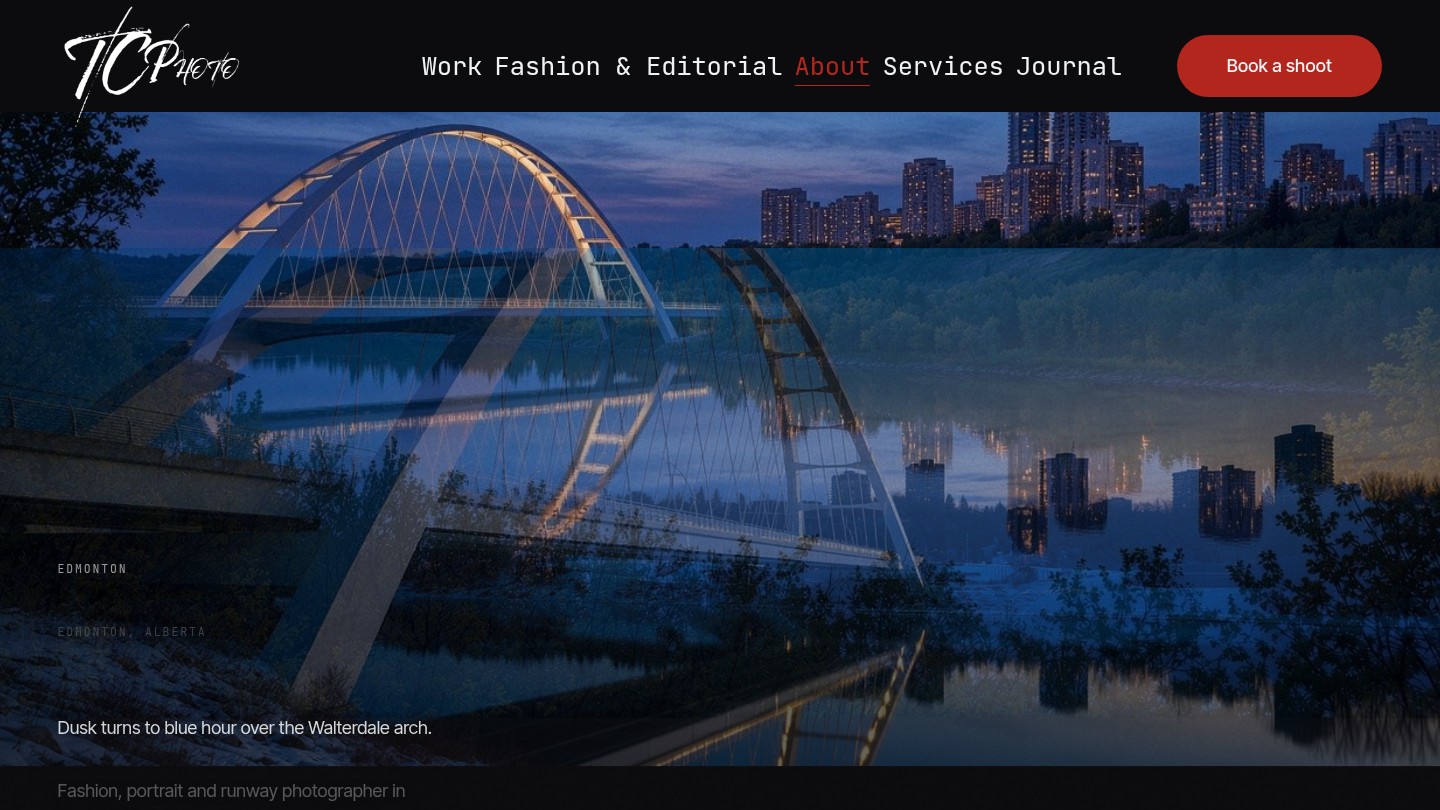 TCPHOTO
Work Fashion & Editorial About Services Journal
Book a shoot
EDMONTON
EDMONTON, ALBERTA
Dusk turns to blue hour over the Walterdale arch.
Fashion, portrait and runway photographer in